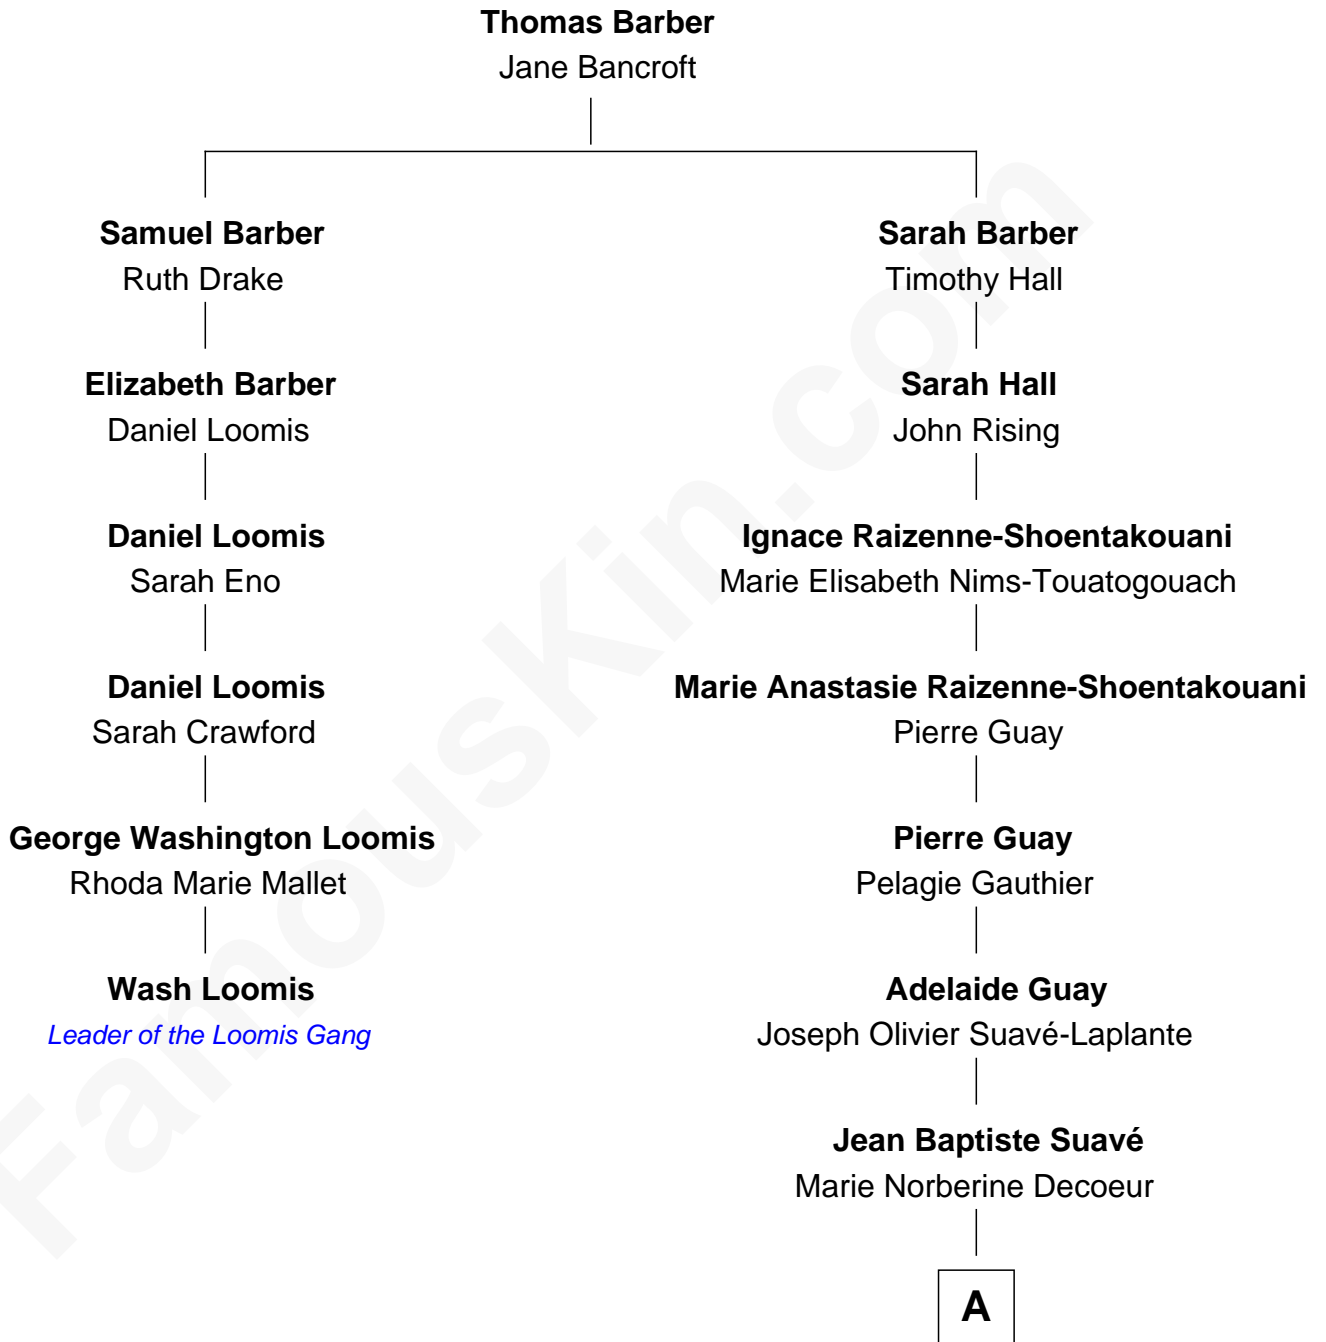 Thomas Barber
Jane Bancroft
Samuel Barber
Ruth Drake
Elizabeth Barber
Daniel Loomis
Daniel Loomis
Sarah Eno
Daniel Loomis
Sarah Crawford
George Washington Loomis
Rhoda Marie Mallet
Wash Loomis
Leader of the Loomis Gang
Sarah Barber
Timothy Hall
Sarah Hall
John Rising
Ignace Raizenne-Shoentakouani
Marie Elisabeth Nims-Touatogouach
Marie Anastasie Raizenne-Shoentakouani
Pierre Guay
Pierre Guay
Pelagie Gauthier
Adelaide Guay
Joseph Olivier Suavé-Laplante
Jean Baptiste Suavé
Marie Norberine Decoeur
A
FamousKin.com